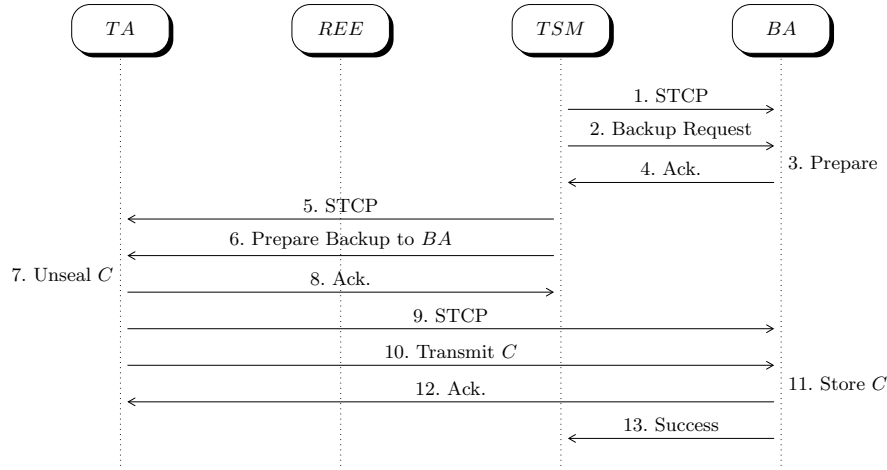 TA
REE
TSM
BA
1. STCP
2. Backup Request
3. Prepare
4. Ack.
5. STCP
6. Prepare Backup to BA
7. Unseal C
8. Ack.
9. STCP
10. Transmit C
11. Store C
12. Ack.
13. Success